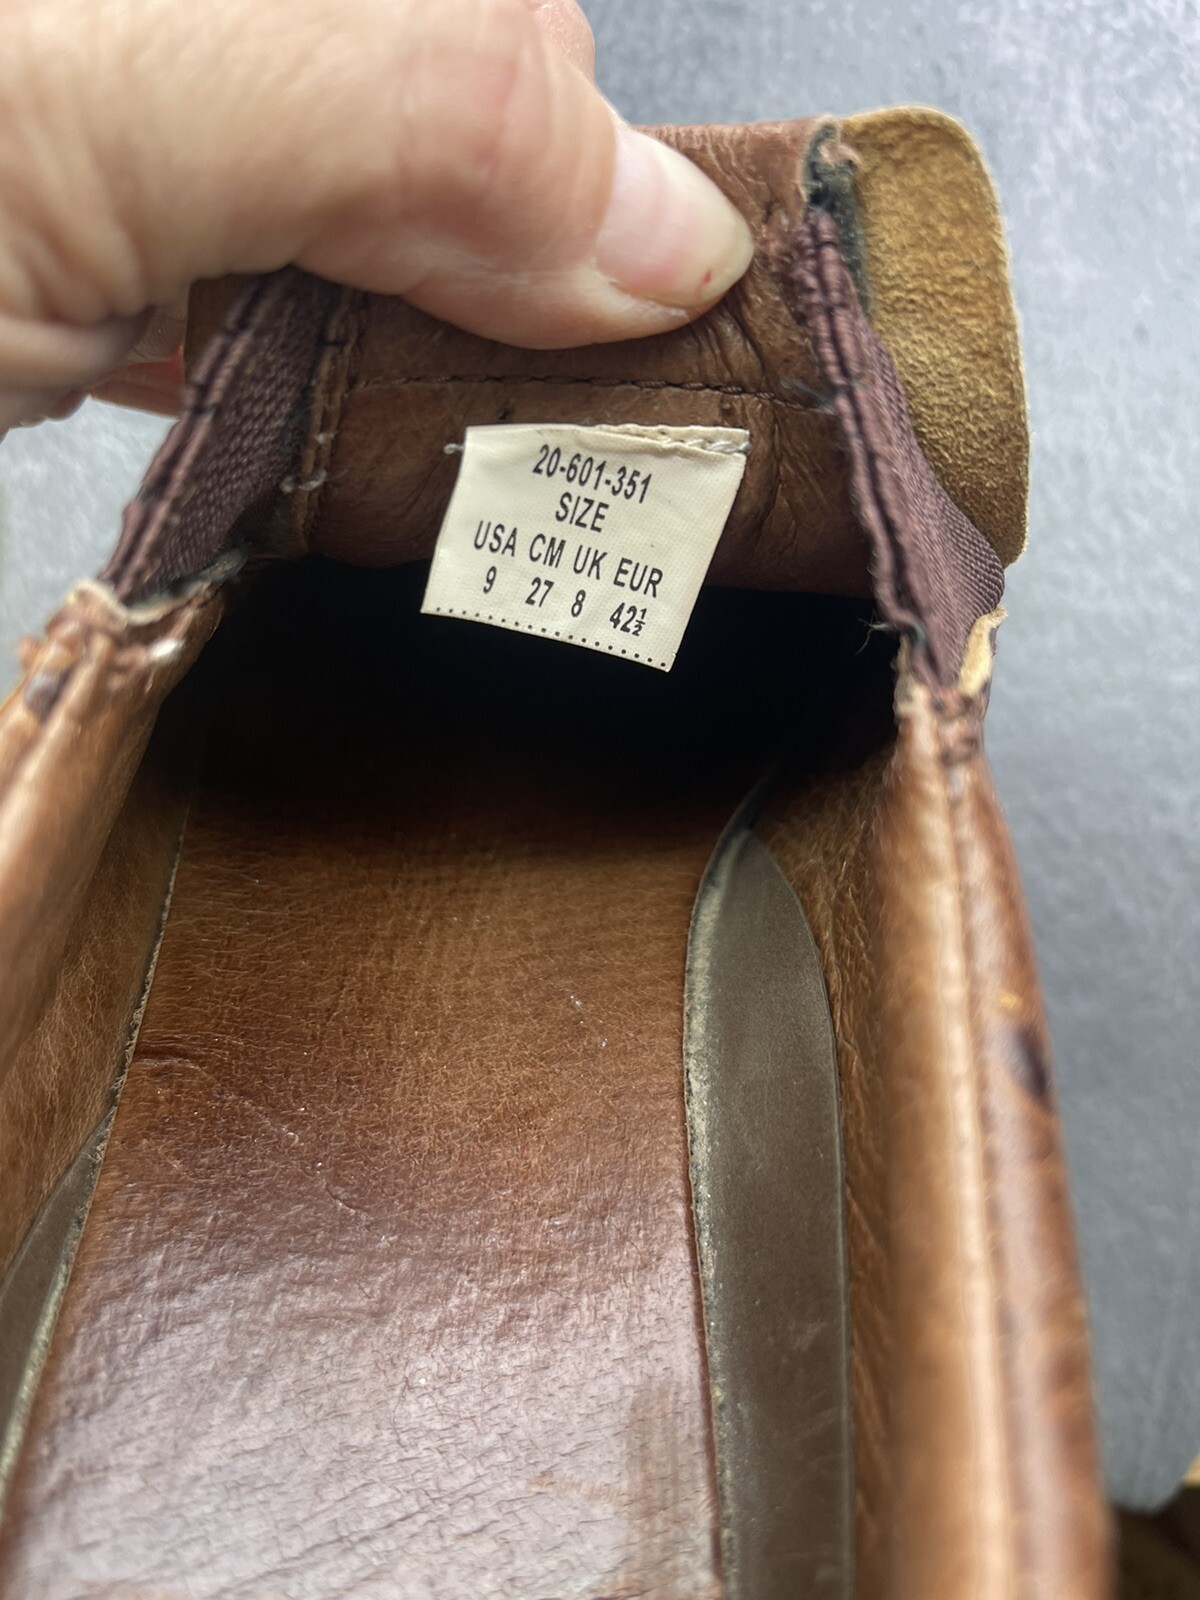 20-601-351
SIZE
USA CM UK EUR
9 27 8 42½